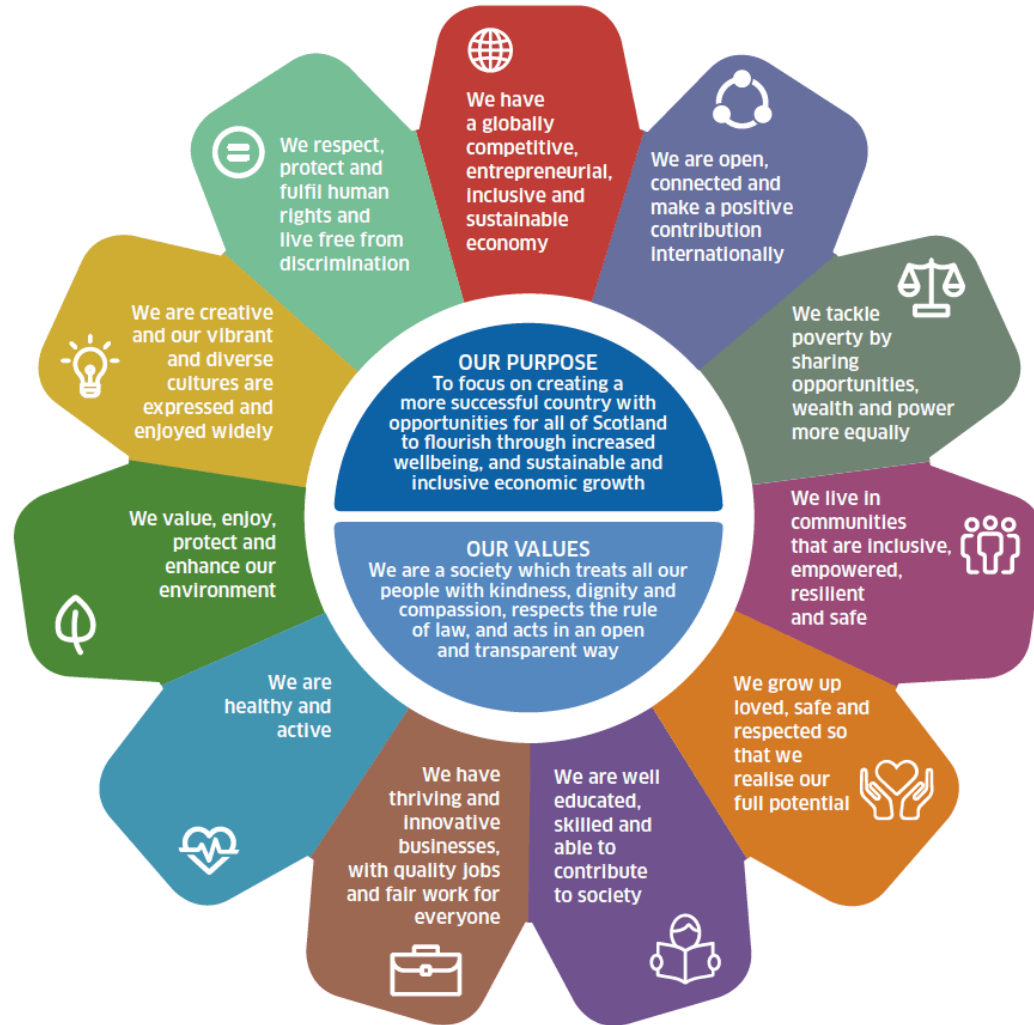 We have
a globally
competitive,
entrepreneurial,
inclusive and
sustainable
economy
We are open,
connected and
make a positive
contribution
internationally
We tackle
poverty by
sharing
opportunities,
wealth and power
more equally
We live in
communities
that are inclusive,
empowered,
resilient
and safe
We grow up
loved, safe and
respected so
that we
realise our
full potential
We are well
educated,
skilled and
able to
contribute
to society
We have
thriving and
innovative
businesses,
with quality jobs
and fair work for
everyone
We are
healthy and
active
We value, enjoy,
protect and
enhance our
environment
We are creative
and our vibrant
and diverse
cultures are
expressed and
enjoyed widely
We respect,
protect and
fulfil human
rights and
live free from
discrimination
OUR PURPOSE
To focus on creating a
more successful country with
opportunities for all of Scotland
to flourish through increased
wellbeing, and sustainable and
inclusive economic growth
OUR VALUES
We are a society which treats all our
people with kindness, dignity and
compassion, respects the rule
of law, and acts in an open
and transparent way